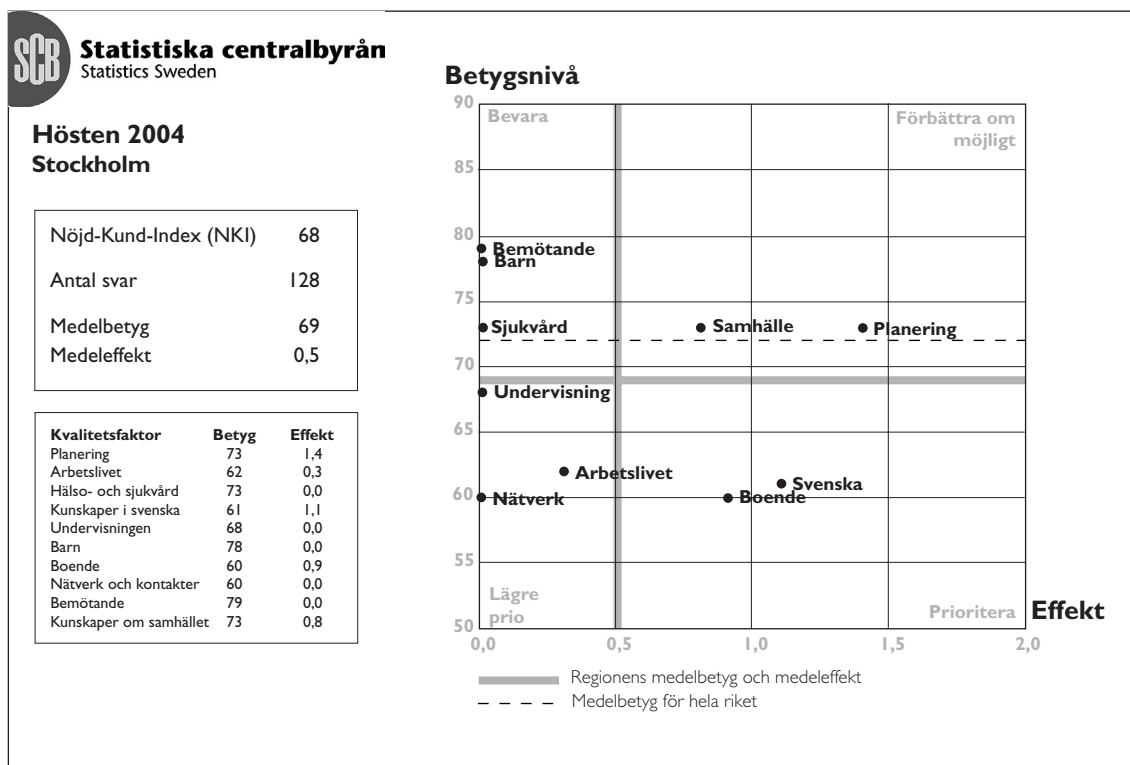 SCB
Statistiska centralbyrån
Statistics Sweden
Hösten 2004
Stockholm
Nöjd-Kund-Index (NKI) 68
Antal svar 128
Medelbetyg 69
Medeleffekt 0,5
Kvalitetsfaktor Betyg Effekt
Planering 73 1,4
Arbetslivet 62 0,3
Hälso- och sjukvård 73 0,0
Kunskaper i svenska 61 1,1
Undervisningen 68 0,0
Barn 78 0,0
Boende 60 0,9
Nätverk och kontakter 60 0,0
Bemötande 79 0,0
Kunskaper om samhället 73 0,8
Betygsnivå
90
Bevara
Förbättra om
möjligt
85
80
Bemötande
Barn
75
Sjukvård
Samhälle
Planering
70
Undervisning
65
Arbetslivet
Svenska
60
Nätverk
Boende
55
Lägre
prio
Prioritera
50
Effekt
0,0 0,5 1,0 1,5 2,0
Regionens medelbetyg och medeleffekt
Medelbetyg för hela riket